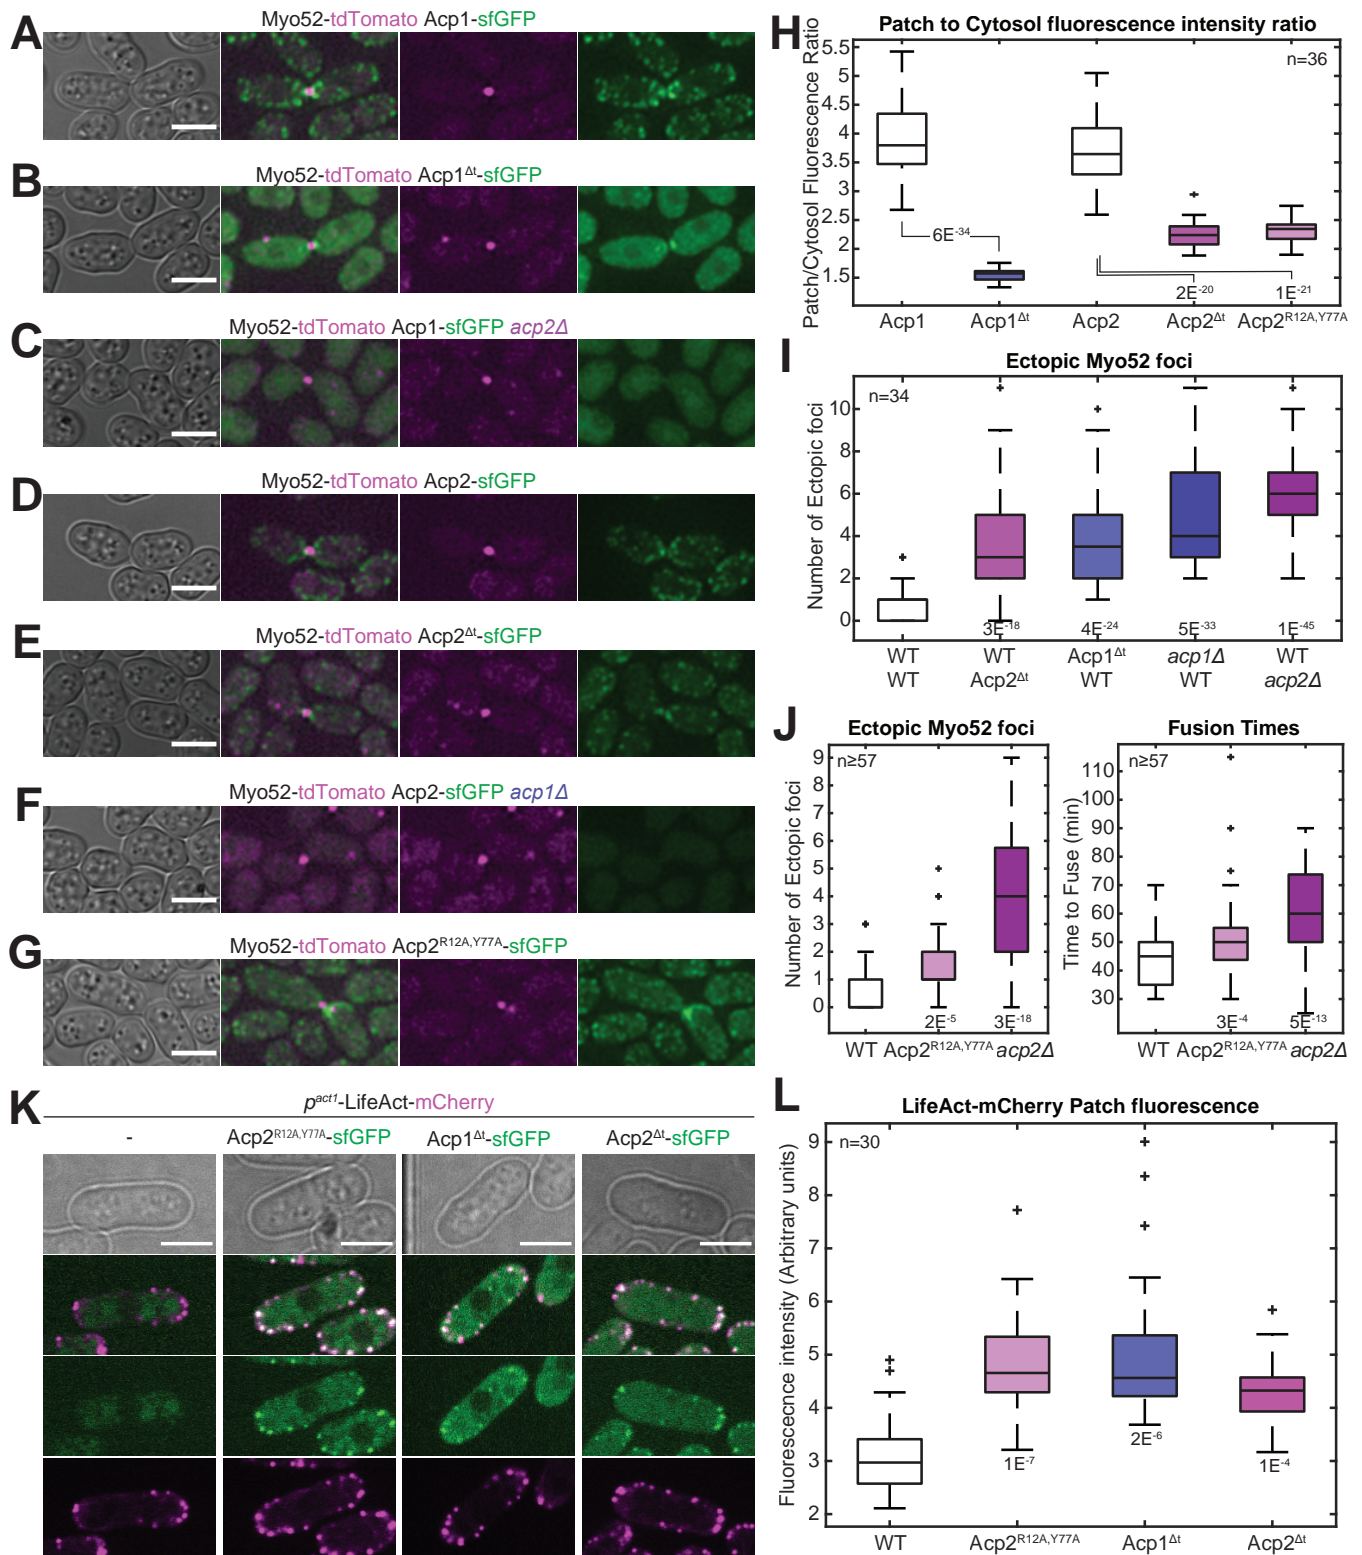 A
Myo52-tdTomato Acp1-sfGFP
B
Myo52-tdTomato Acp1Δt-sfGFP
C
Myo52-tdTomato Acp1-sfGFP acp2Δ
D
Myo52-tdTomato Acp2-sfGFP
E
Myo52-tdTomato Acp2Δt-sfGFP
F
Myo52-tdTomato Acp2-sfGFP acp1Δ
G
Myo52-tdTomato Acp2R12A,Y77A-sfGFP
H
Patch to Cytosol fluorescence intensity ratio
Patch/Cytosol Fluorescence Ratio
n=36
5.5
5
4.5
4
3.5
3
2.5
2
1.5
6E-34
2E-20
1E-21
Acp1
Acp1Δt
Acp2
Acp2Δt
Acp2R12A,Y77A
I
Ectopic Myo52 foci
Number of Ectopic foci
n=34
10
8
6
4
2
0
3E-18
4E-24
5E-33
1E-45
WT WT Acp1Δt acp1Δ WT
WT Acp2Δt WT WT acp2Δ
J
Ectopic Myo52 foci
Number of Ectopic foci
n≥57
9
8
7
6
5
4
3
2
1
0
2E-5
3E-18
WT Acp2R12A,Y77A acp2Δ
Fusion Times
Time to Fuse (min)
n≥57
110
100
90
80
70
60
50
40
30
3E-4
5E-13
WT Acp2R12A,Y77A acp2Δ
K
pact1-LifeAct-mCherry
-
Acp2R12A,Y77A-sfGFP
Acp1Δt-sfGFP
Acp2Δt-sfGFP
L
LifeAct-mCherry Patch fluorescence
Fluorescecnce intensity (Arbitrary units)
n=30
9
8
7
6
5
4
3
2
1E-7
2E-6
1E-4
WT
Acp2R12A,Y77A
Acp1Δt
Acp2Δt